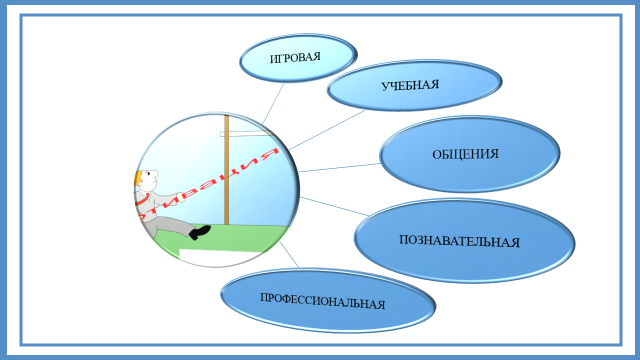 ИГРОВАЯ
УЧЕБНАЯ
ОБЩЕНИЯ
ПОЗНАВАТЕЛЬНАЯ
ПРОФЕССИОНАЛЬНАЯ